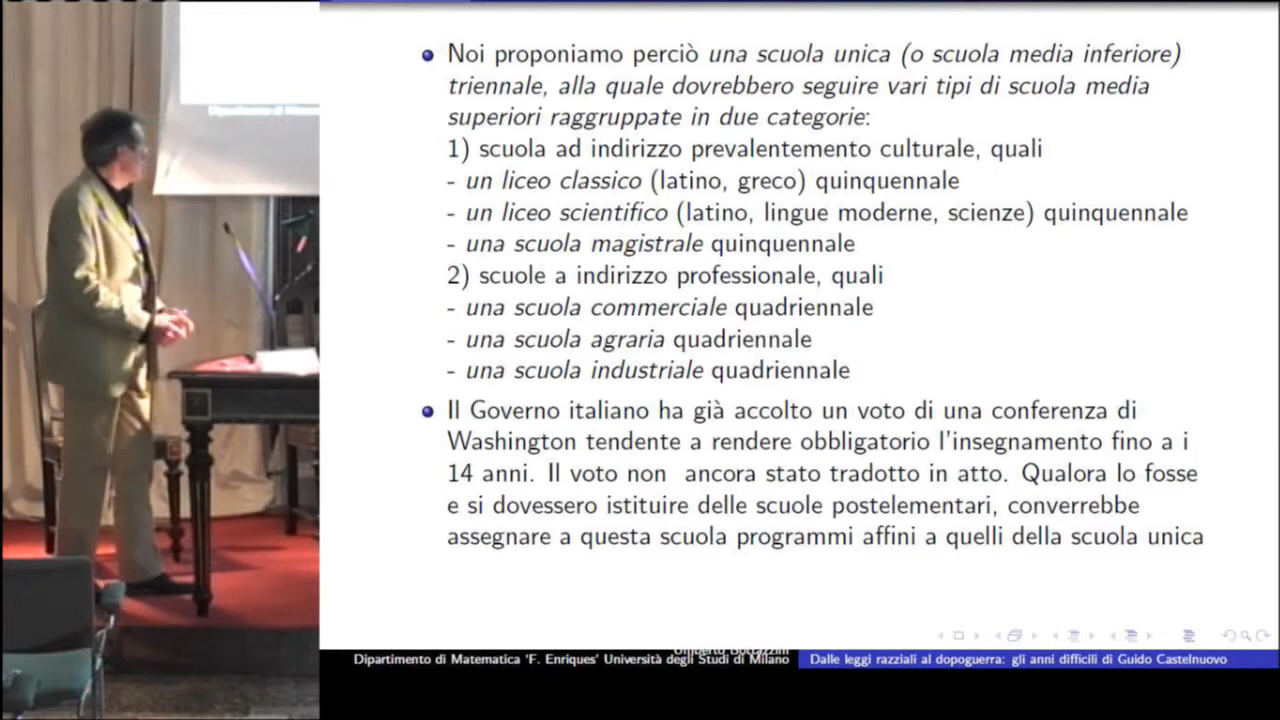 Noi proponiamo perciò una scuola unica (o scuola media inferiore)
triennale, alla quale dovrebbero seguire vari tipi di scuola media
superiori raggruppate in due categorie:
1) scuola ad indirizzo prevalentemento culturale, quali
- un liceo classico (latino, greco) quinquennale
- un liceo scientifico (latino, lingue moderne, scienze) quinquennale
- una scuola magistrale quinquennale
2) scuole a indirizzo professionale, quali
- una scuola commerciale quadriennale
- una scuola agraria quadriennale
- una scuola industriale quadriennale
Il Governo italiano ha già accolto un voto di una conferenza di
Washington tendente a rendere obbligatorio l'insegnamento fino a i
14 anni. Il voto non ancora stato tradotto in atto. Qualora lo fosse
e si dovessero istituire delle scuole postelementari, converrebbe
assegnare a questa scuola programmi affini a quelli della scuola unica
Umberto Bottazzini
Dipartimento di Matematica 'F. Enriques' Università degli Studi di Milano
Dalle leggi razziali al dopoguerra: gli anni difficili di Guido Castelnuovo